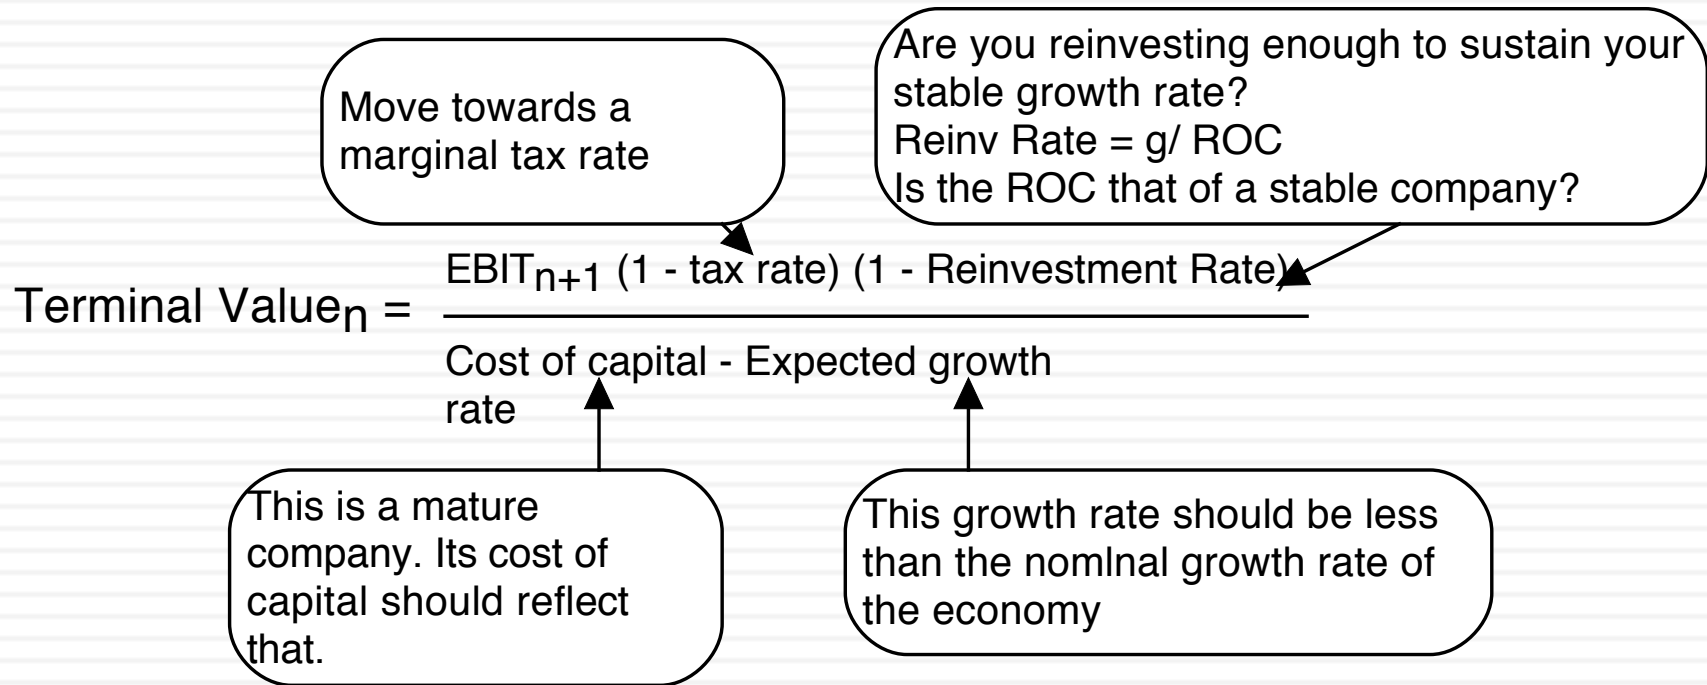 Are you reinvesting enough to sustain your
stable growth rate?
Reinv Rate = g/ ROC
Is the ROC that of a stable company?
Move towards a
marginal tax rate
EBITn+1 (1 - tax rate) (1 - Reinvestment Rate)
Terminal Valuen =
Cost of capital - Expected growth
rate
This is a mature
company. Its cost of
capital should reflect
that.
This growth rate should be less
than the nomInal growth rate of
the economy